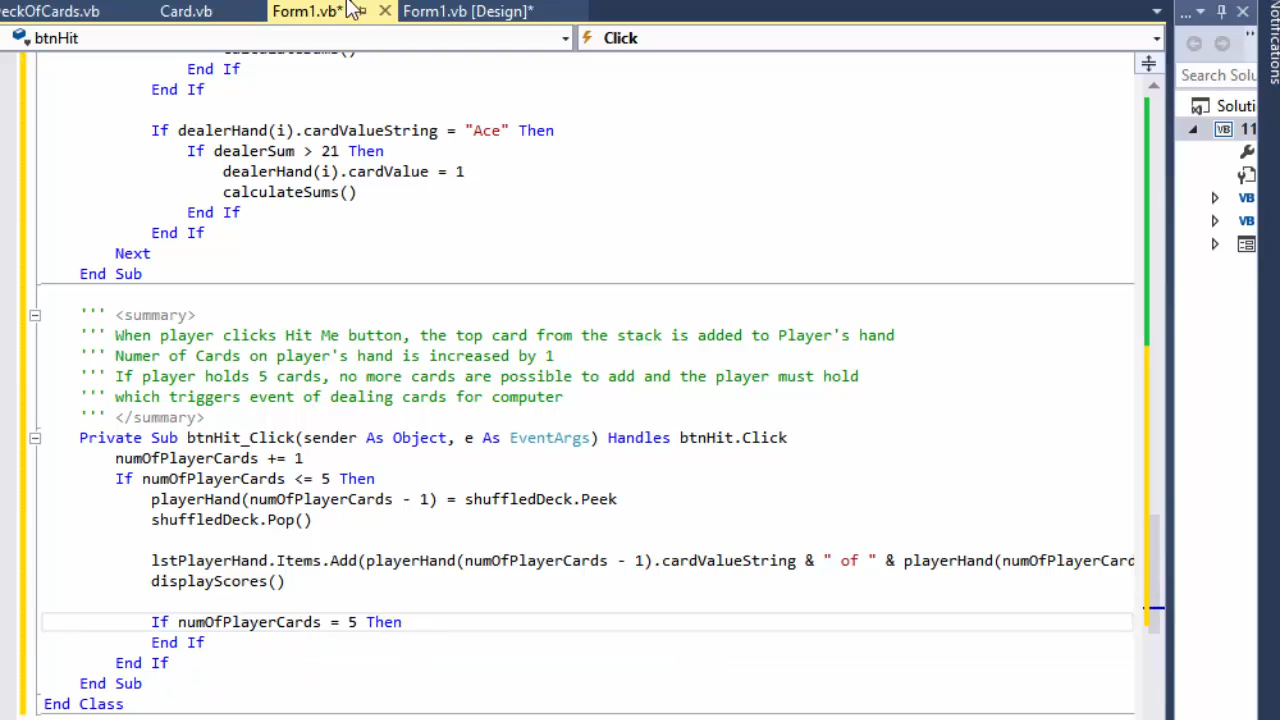 eckOfCards.vb Card.vb Form1.vb* Form1.vb [Design]*
btnHit Click
Notifications
Search Solu
Soluti
VB 11
VB
VB
End If
End If
If dealerHand(i).cardValueString = "Ace" Then
If dealerSum > 21 Then
dealerHand(i).cardValue = 1
calculateSums()
End If
End If
Next
End Sub
''' <summary>
''' When player clicks Hit Me button, the top card from the stack is added to Player's hand
''' Numer of Cards on player's hand is increased by 1
''' If player holds 5 cards, no more cards are possible to add and the player must hold
''' which triggers event of dealing cards for computer
''' </summary>
Private Sub btnHit_Click(sender As Object, e As EventArgs) Handles btnHit.Click
numOfPlayerCards += 1
If numOfPlayerCards <= 5 Then
playerHand(numOfPlayerCards - 1) = shuffledDeck.Peek
shuffledDeck.Pop()
lstPlayerHand.Items.Add(playerHand(numOfPlayerCards - 1).cardValueString & " of " & playerHand(numOfPlayerCard
displayScores()
If numOfPlayerCards = 5 Then
End If
End If
End Sub
End Class